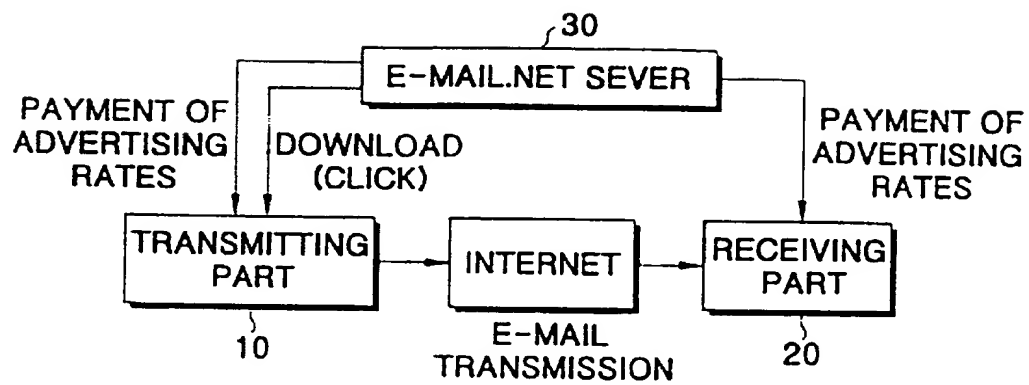 30
E-MAIL.NET SEVER
PAYMENT OF
ADVERTISING
RATES
DOWNLOAD
(CLICK)
PAYMENT OF
ADVERTISING
RATES
TRANSMITTING
PART
INTERNET
RECEIVING
PART
10
E-MAIL
TRANSMISSION
20